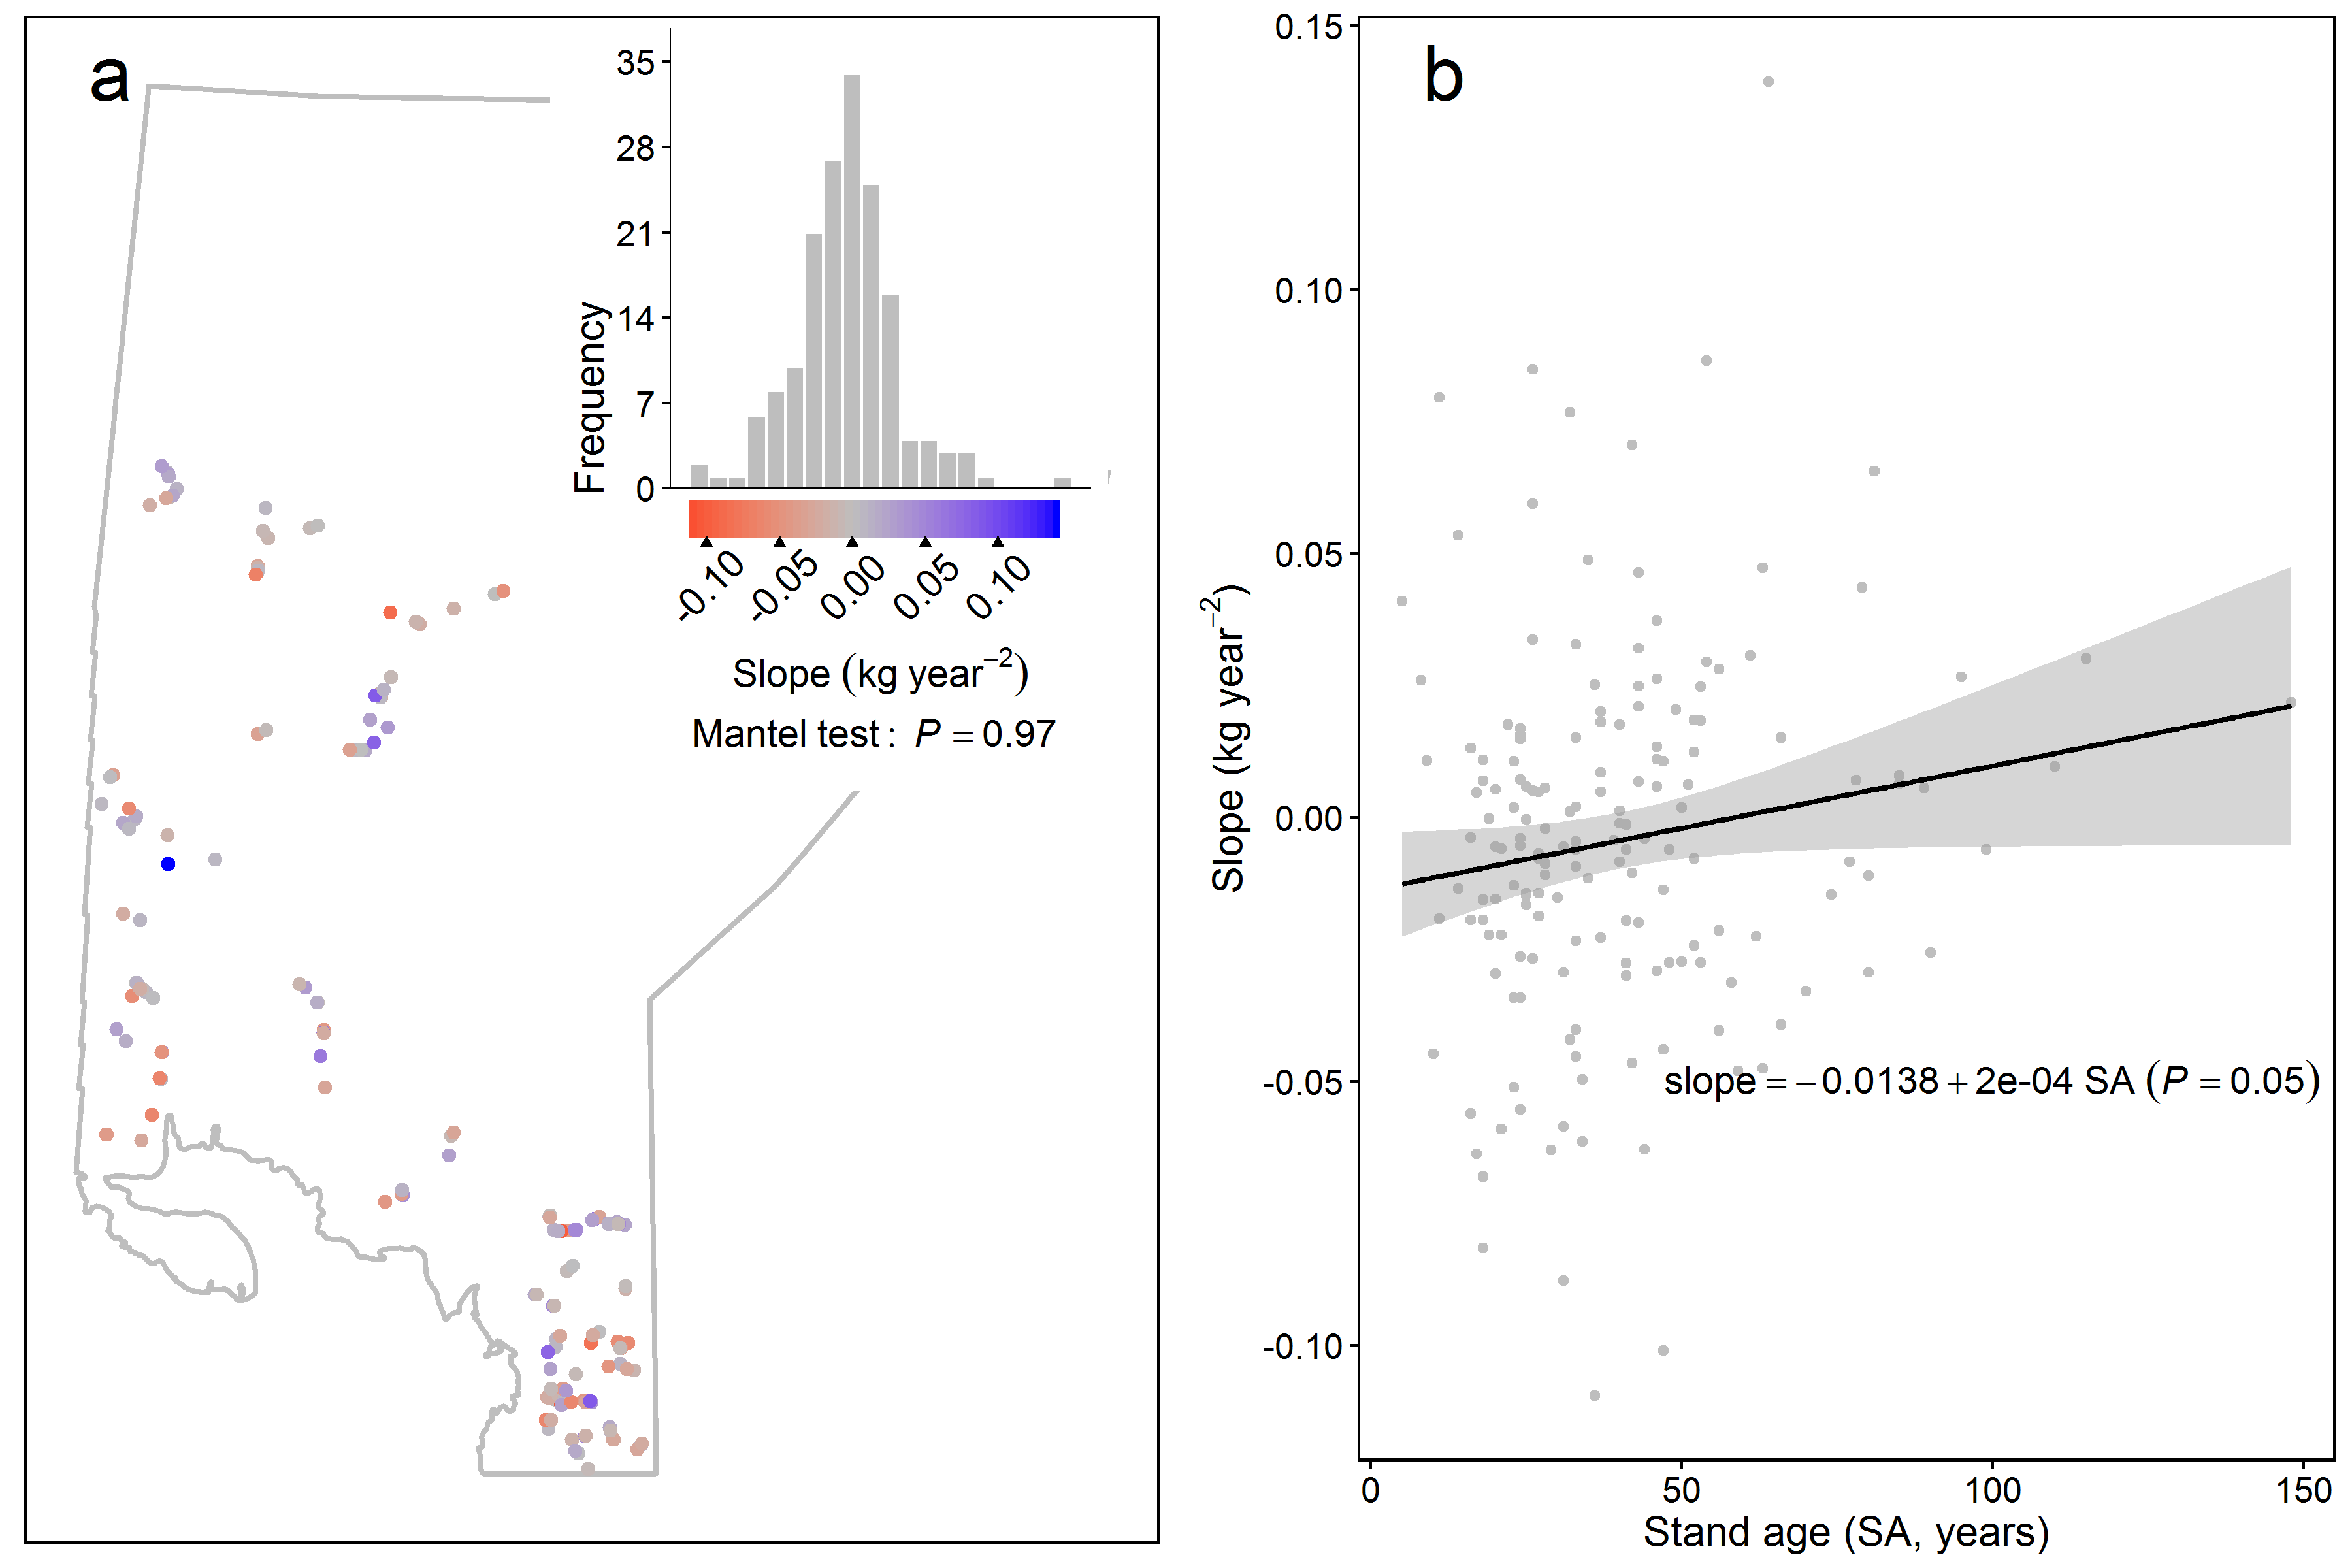 a
35
28
21
14
7
0
Frequency
-0.10 -0.05 0.00 0.05 0.10
Slope (kg year⁻²)
Mantel test : P = 0.97
b
0.15
0.10
0.05
0.00
-0.05
-0.10
Slope (kg year⁻²)
slope = −0.0138 + 2e-04 SA (P = 0.05)
0 50 100 150
Stand age (SA, years)